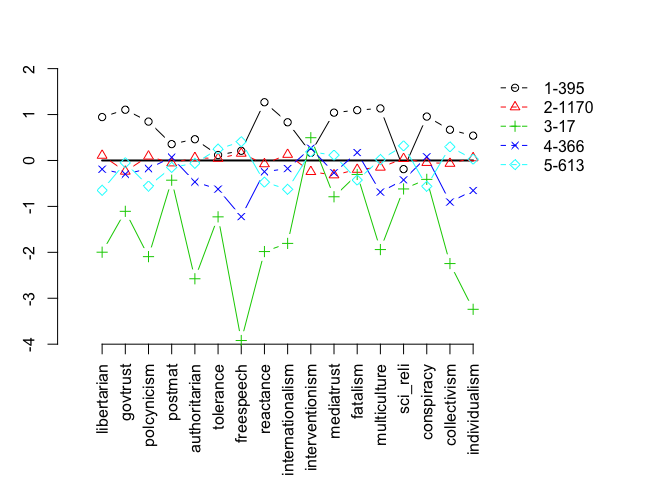 2
1
0
-1
-2
-3
-4
libertarian
govtrust
polcynicism
postmat
authoritarian
tolerance
freespeech
reactance
internationalism
interventionism
mediatrust
fatalism
multiculture
sci_reli
conspiracy
collectivism
individualism
1-395
2-1170
3-17
4-366
5-613